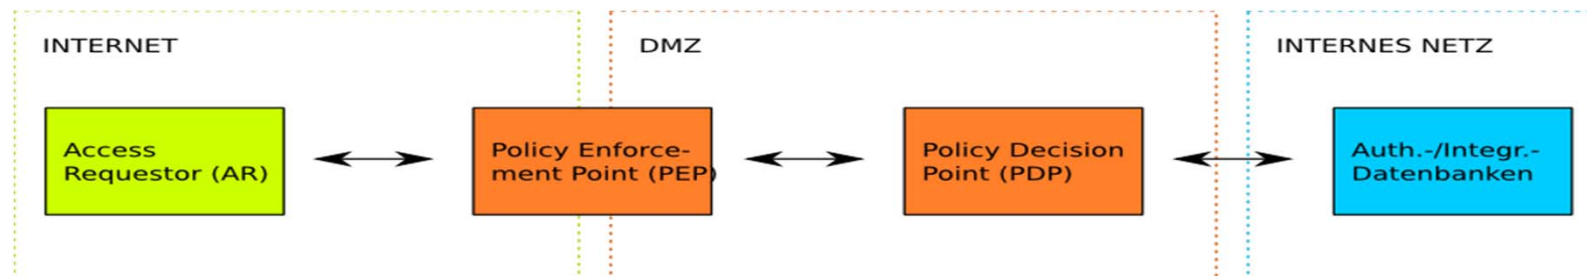 INTERNET
DMZ
INTERNES NETZ
Access
Requestor (AR)
Policy Enforce-
ment Point (PEP)
Policy Decision
Point (PDP)
Auth.-/Integr.-
Datenbanken